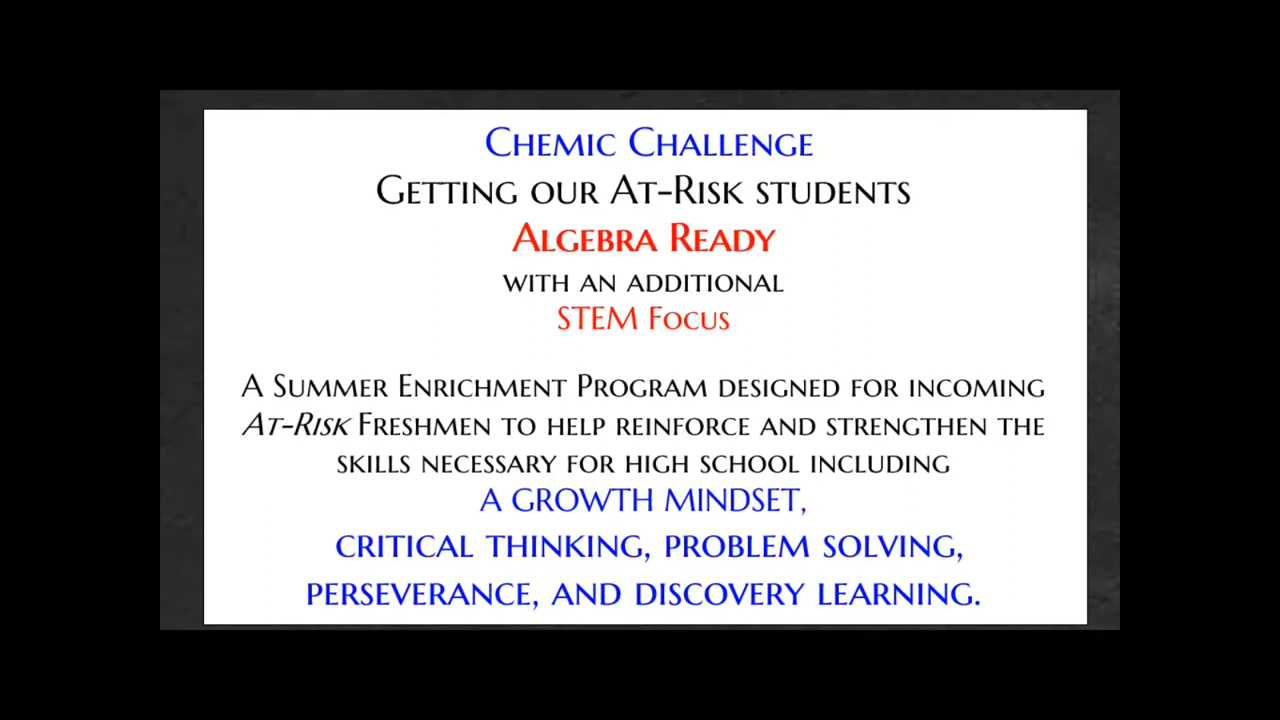 Chemic Challenge
Getting our At-Risk students
Algebra Ready
with an additional
STEM Focus
A Summer Enrichment Program designed for incoming
At-Risk Freshmen to help reinforce and strengthen the
skills necessary for high school including
a growth mindset,
critical thinking, problem solving,
perseverance, and discovery learning.